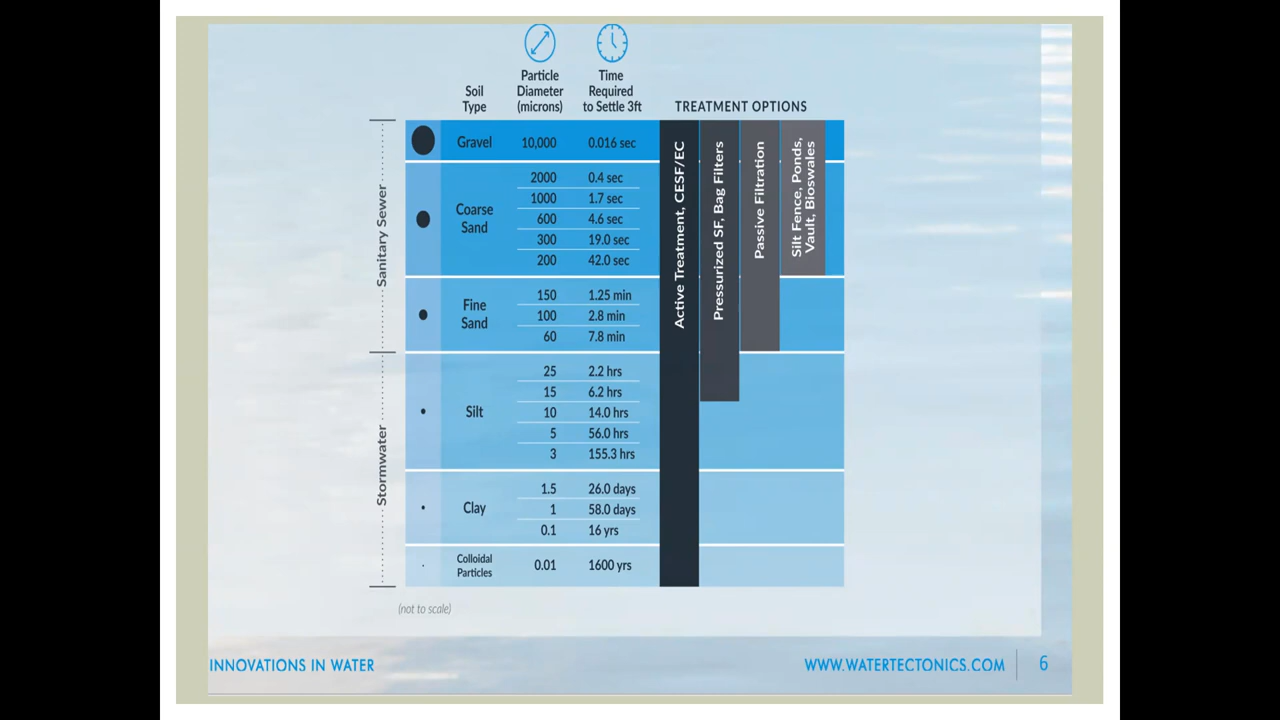 Soil
Type
Particle
Diameter
(microns)
Time
Required
to Settle 3ft
TREATMENT OPTIONS
Sanitary Sewer
Stormwater
Gravel 10,000 0.016 sec
Coarse
Sand
2000 0.4 sec
1000 1.7 sec
600 4.6 sec
300 19.0 sec
200 42.0 sec
Fine
Sand
150 1.25 min
100 2.8 min
60 7.8 min
Silt
25 2.2 hrs
15 6.2 hrs
10 14.0 hrs
5 56.0 hrs
3 155.3 hrs
Clay
1.5 26.0 days
1 58.0 days
0.1 16 yrs
Colloidal
Particles
0.01 1600 yrs
Active Treatment, CESF/EC
Pressurized SF, Bag Filters
Passive Filtration
Silt Fence, Ponds,
Vault, Bioswales
(not to scale)
INNOVATIONS IN WATER
WWW.WATERTECTONICS.COM 6